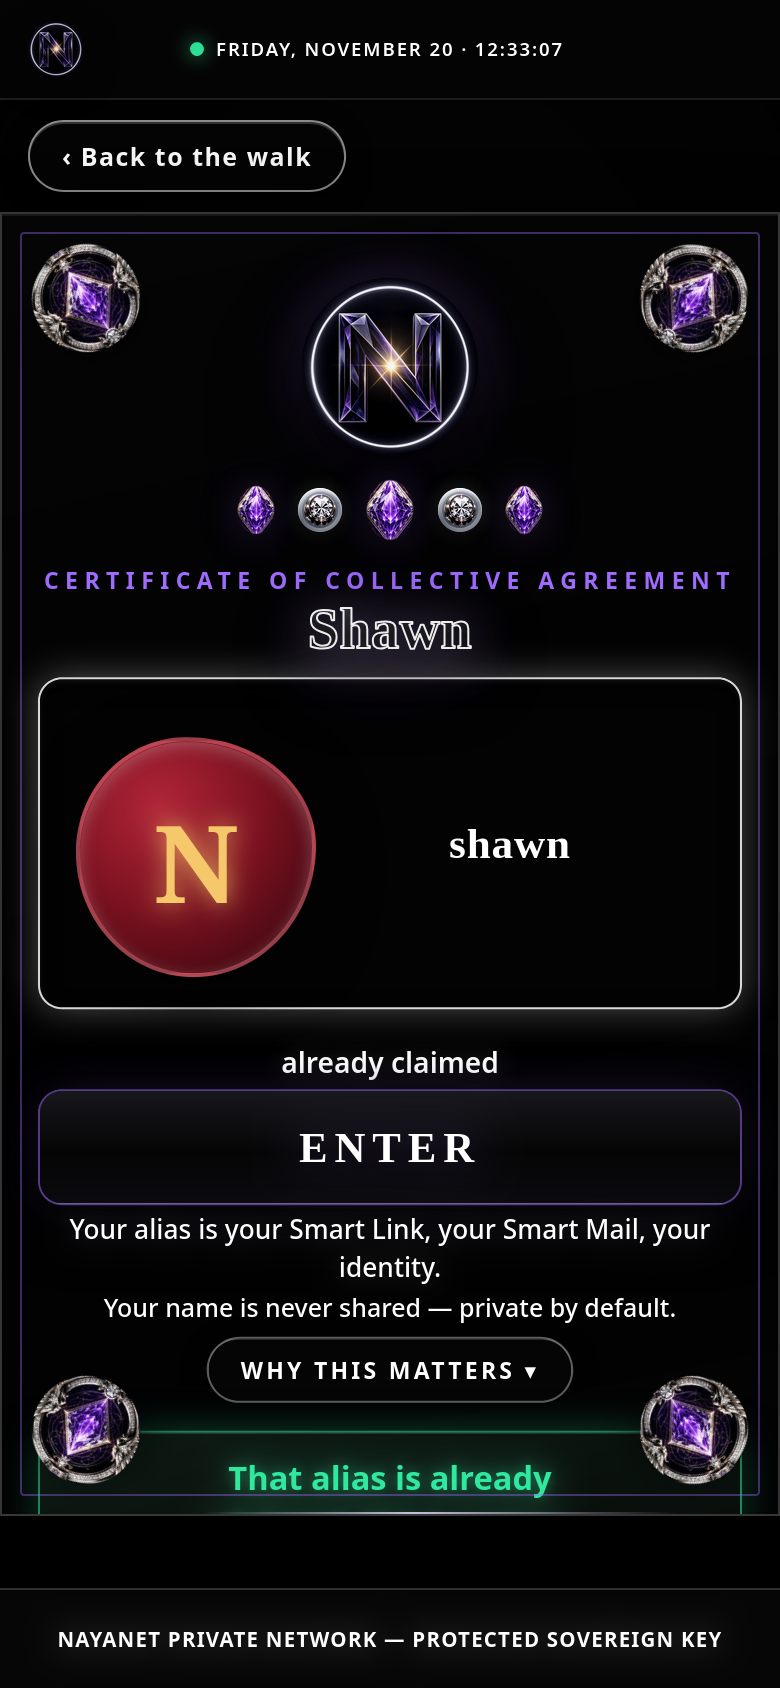 FRIDAY, NOVEMBER 20 · 12:33:07
‹ Back to the walk
N
CERTIFICATE OF COLLECTIVE AGREEMENT
Shawn
N
shawn
already claimed
ENTER
Your alias is your Smart Link, your Smart Mail, your
identity.
Your name is never shared — private by default.
WHY THIS MATTERS ▾
That alias is already
NAYANET PRIVATE NETWORK — PROTECTED SOVEREIGN KEY